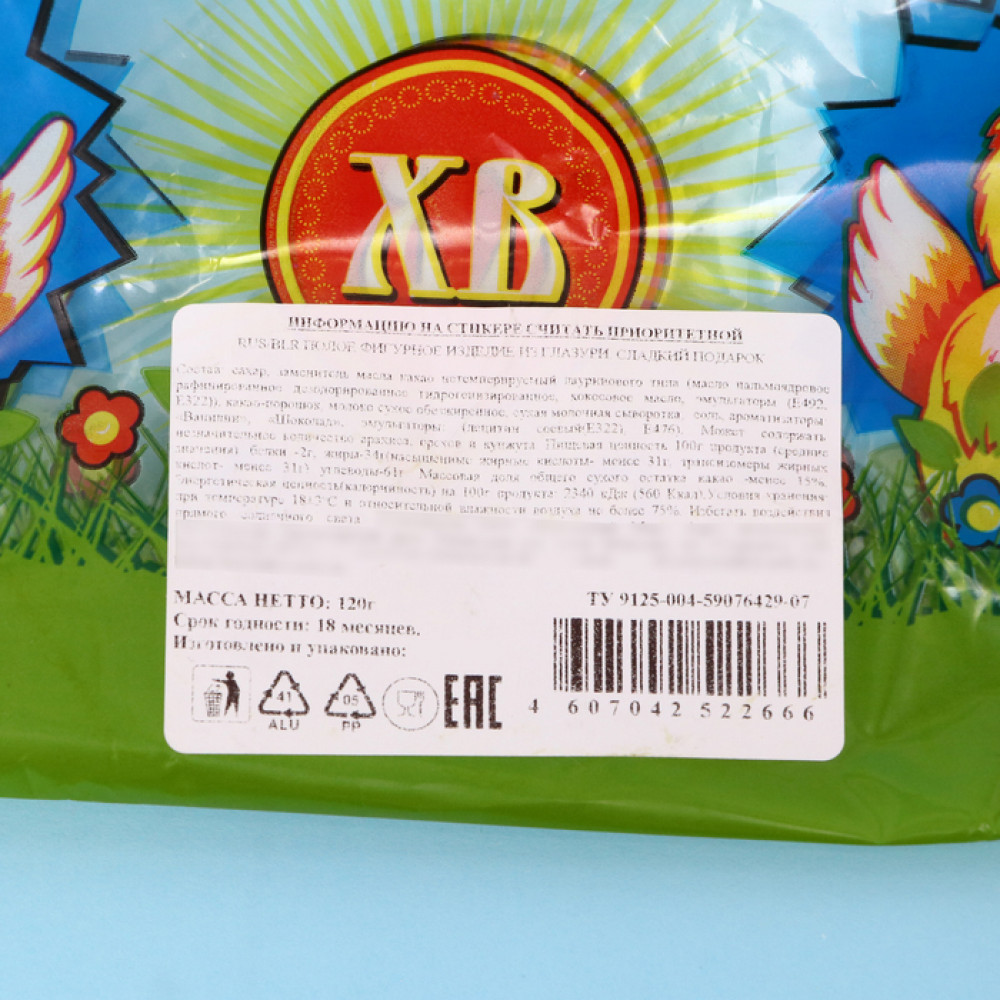 ХВ
ИНФОРМАЦИЮ НА СТИКЕРЕ СЧИТАТЬ ПРИОРИТЕТНОЙ
RUS/BLR ПОЛОЕ ФИГУРНОЕ ИЗДЕЛИЕ ИЗ ГЛАЗУРИ. СЛАДКИЙ ПОДАРОК
Состав: сахар, заменитель масла какао нетемперируемый лауринового типа (масло пальмоядровое
рафинированное дезодорированное гидрогенизированное, кокосовое масло, эмульгаторы (Е492,
Е322)), какао-порошок, молоко сухое обезжиренное, сухая молочная сыворотка, соль, ароматизаторы:
«Ванилин», «Шоколад», эмульгаторы: (лецитин соевый(Е322), Е476). Может содержать
незначительное количество арахиса, орехов и кунжута. Пищевая ценность 100г продукта (средние
значения): белки -2г, жиры-34г(насыщенные жирные кислоты- менее 31г, трансизомеры жирных
кислот- менее 31г) углеводы-61г. Массовая доля общего сухого остатка какао -менее 15%.
Энергетическая ценность(калорийность) на 100г продукта: 2340 кДж (560 Ккал).Условия хранения:
при температуре 18±3°С и относительной влажности воздуха не более 75%. Избегать воздействия
прямого солнечного света
МАССА НЕТТО: 120г
ТУ 9125-004-59076429-07
Срок годности: 18 месяцев.
Изготовлено и упаковано:
41
ALU
05
PP
EAC
4 607042 522666